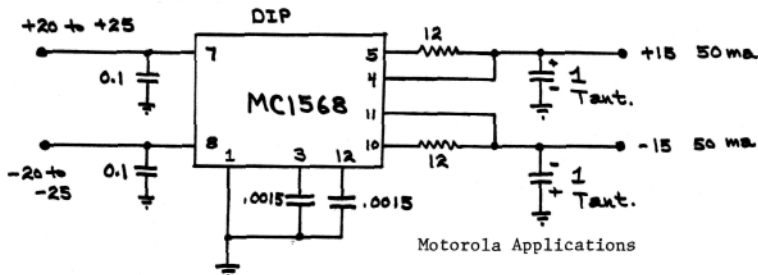 DIP
+20 to +25
7
5
12
+15 50 ma
4
0.1
+
-
1
Tant.
MC1568
11
8
10
-15 50 ma
1
3
12
12
-20 to
-25
0.1
.0015
.0015
-
+
1
Tant.
Motorola Applications